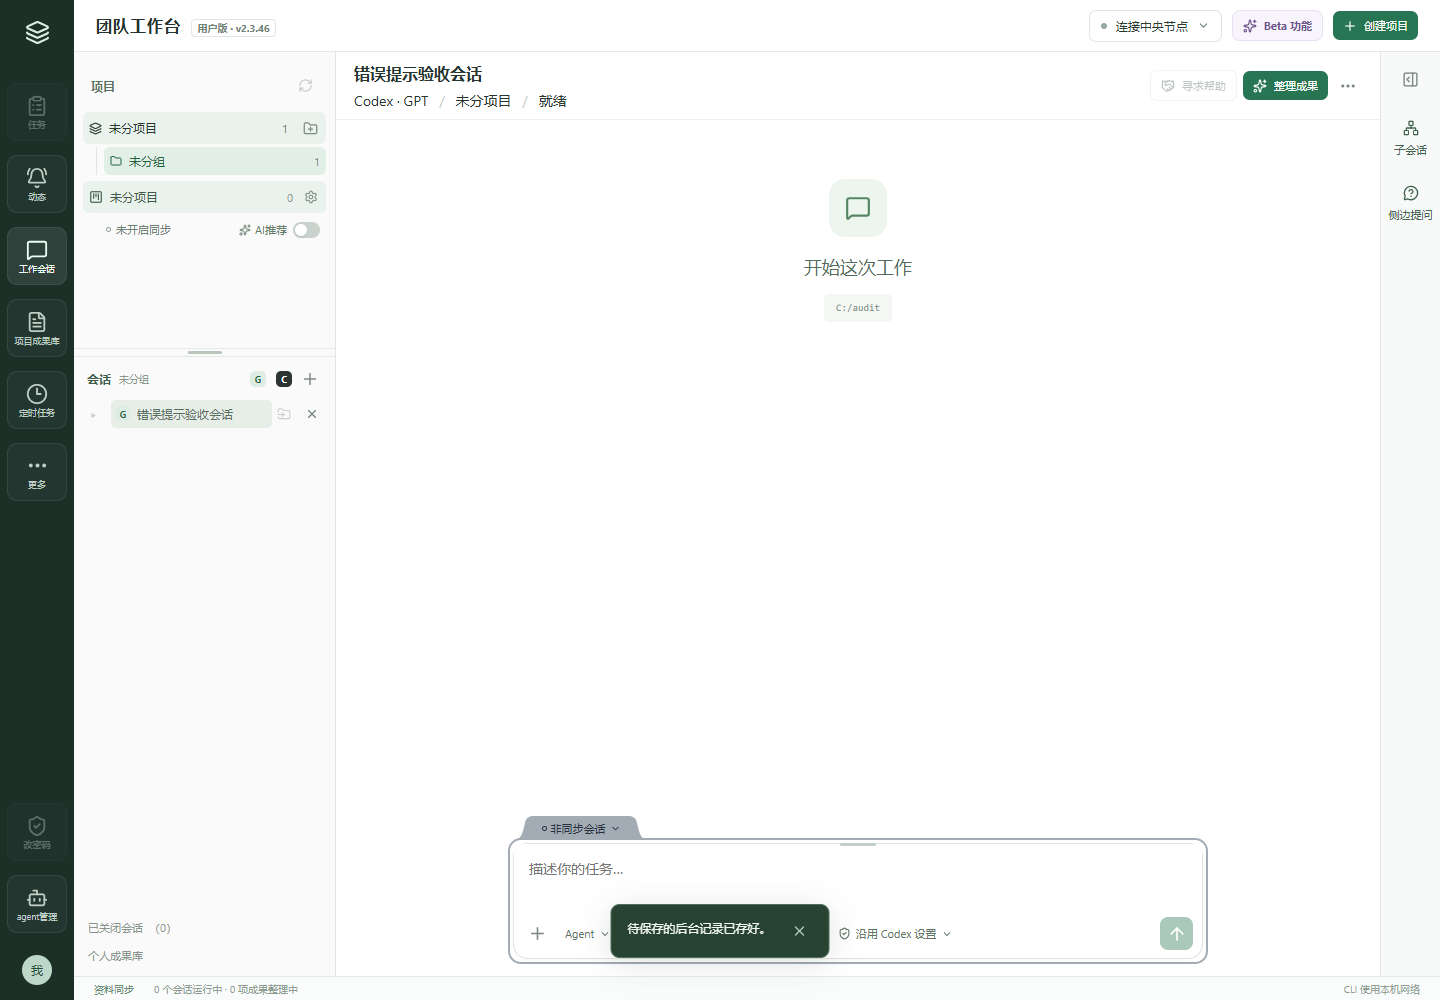 团队工作台
用户版 · v2.3.46
连接中央节点
Beta 功能
创建项目
任务
动态
工作会话
项目成果库
定时任务
更多
改密码
agent管理
我
项目
未分项目 1
未分组 1
未分项目 0
未开启同步
AI推荐
会话 未分组
G C
G 错误提示验收会话
已关闭会话 (0)
个人成果库
错误提示验收会话
Codex · GPT / 未分项目 / 就绪
寻求帮助
整理成果
开始这次工作
C:/audit
非同步会话
描述你的任务...
Agent
待保存的后台记录已存好。
沿用 Codex 设置
子会话
侧边提问
资料同步
0 个会话运行中 · 0 项成果整理中
CLI 使用本机网络